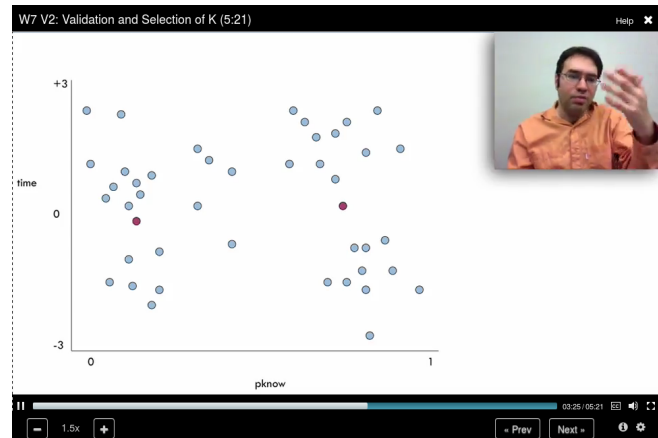 W7 V2: Validation and Selection of K (5:21)
Help
+3
time
0
-3
0
1
pknow
03:25 / 05:21
CC
1.5x
« Prev
Next »